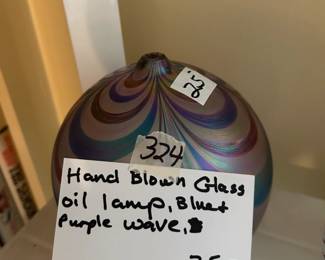 25
324
Hand Blown Glass
oil lamp, Blue+
Purple Wave,